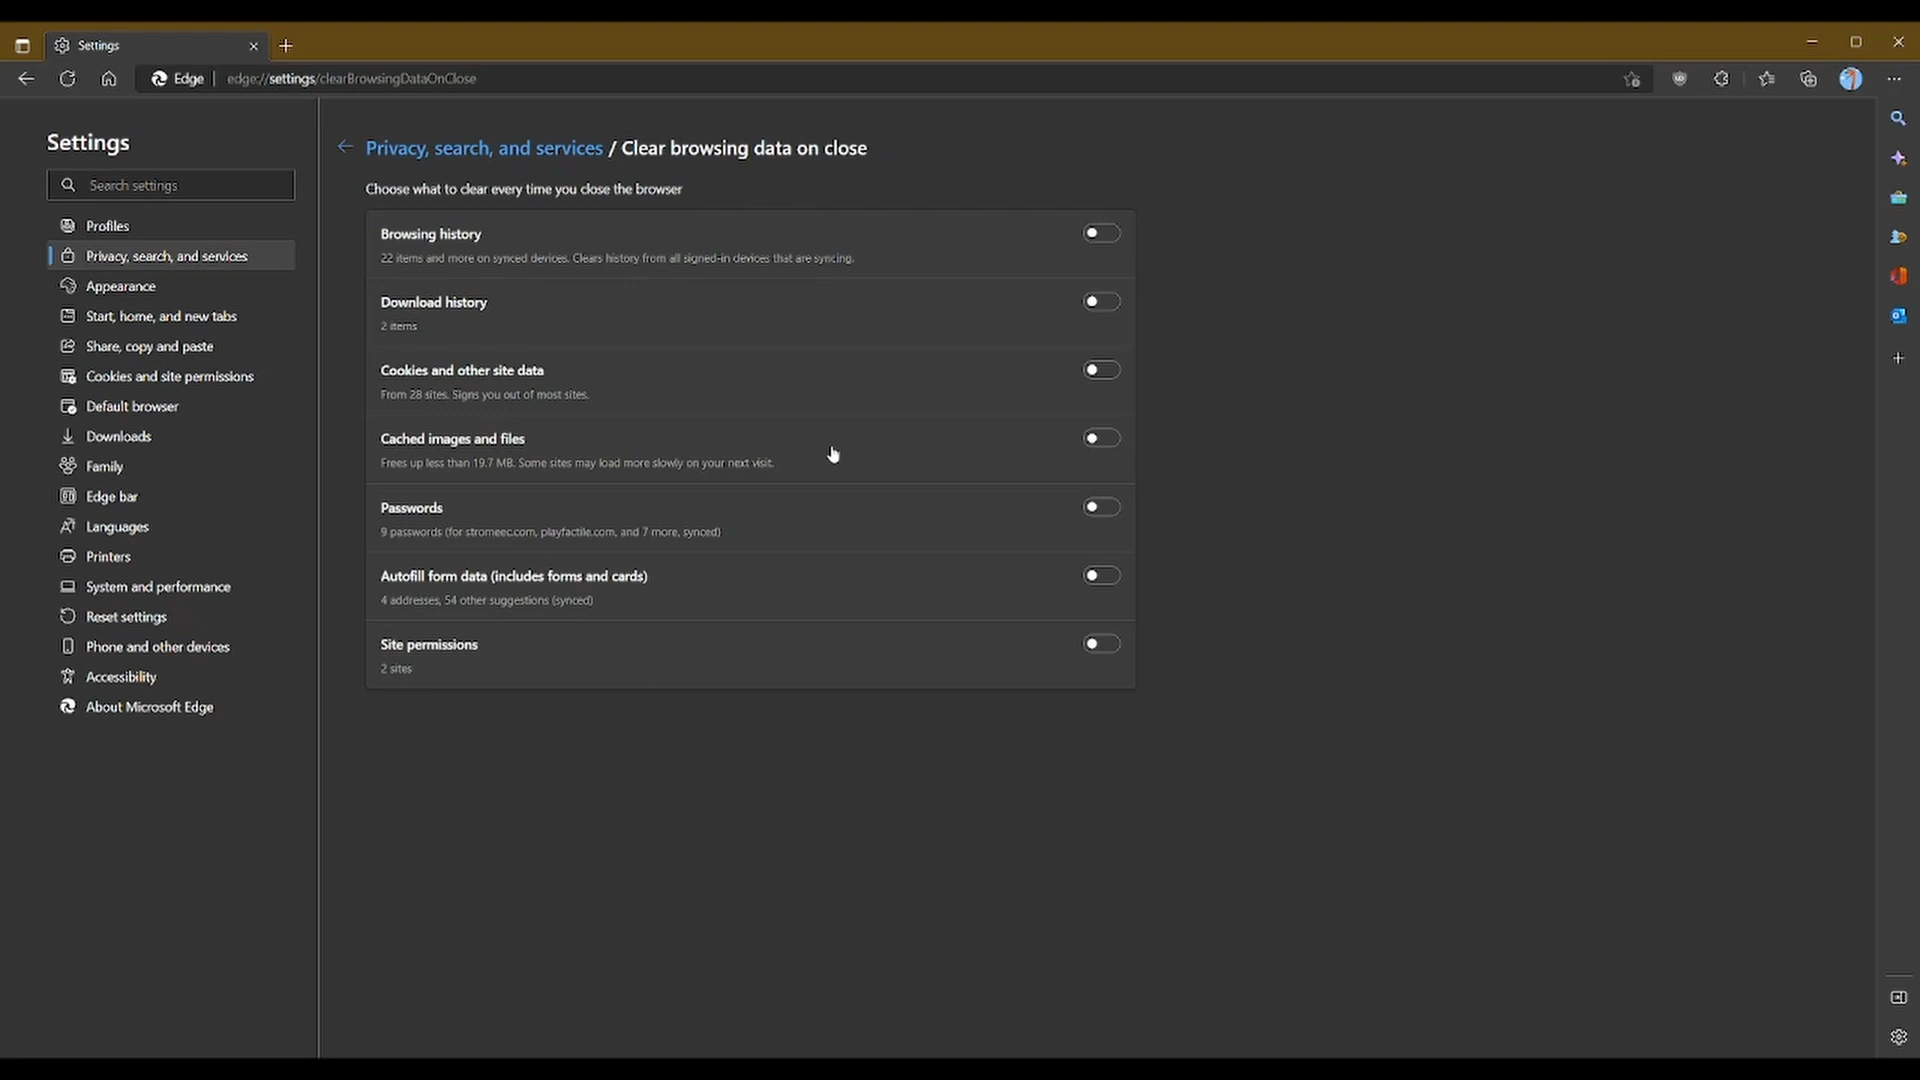 Settings
Edge
edge://settings/clearBrowsingDataOnClose
Settings
Search settings
Profiles
Privacy, search, and services
Appearance
Start, home, and new tabs
Share, copy and paste
Cookies and site permissions
Default browser
Downloads
Family
Edge bar
Languages
Printers
System and performance
Reset settings
Phone and other devices
Accessibility
About Microsoft Edge
Privacy, search, and services / Clear browsing data on close
Choose what to clear every time you close the browser
Browsing history
22 items and more on synced devices. Clears history from all signed-in devices that are syncing.
Download history
2 items
Cookies and other site data
From 28 sites. Signs you out of most sites.
Cached images and files
Frees up less than 19.7 MB. Some sites may load more slowly on your next visit.
Passwords
9 passwords (for stromeec.com, playfactile.com, and 7 more, synced)
Autofill form data (includes forms and cards)
4 addresses, 54 other suggestions (synced)
Site permissions
2 sites